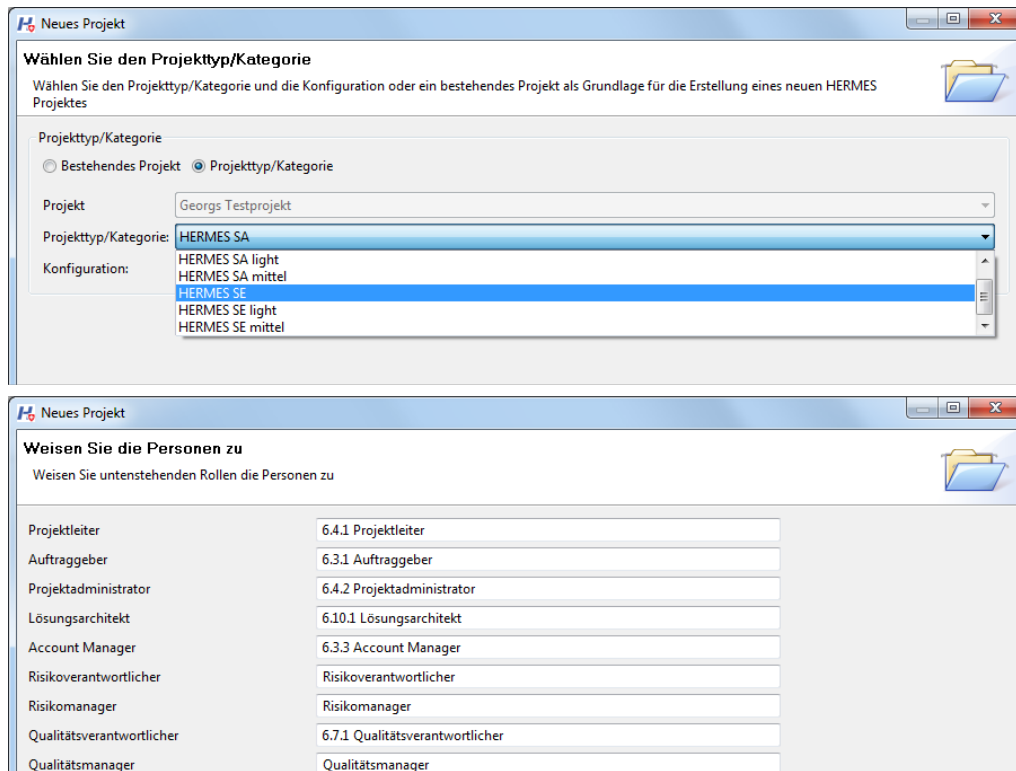 Neues Projekt
Wählen Sie den Projekttyp/Kategorie
Wählen Sie den Projekttyp/Kategorie und die Konfiguration oder ein bestehendes Projekt als Grundlage für die Erstellung eines neuen HERMES
Projektes
Projekttyp/Kategorie
Bestehendes Projekt Projekttyp/Kategorie
Projekt Georgs Testprojekt
Projekttyp/Kategorie: HERMES SA
Konfiguration:
HERMES SA light
HERMES SA mittel
HERMES SE
HERMES SE light
HERMES SE mittel
Neues Projekt
Weisen Sie die Personen zu
Weisen Sie untenstehenden Rollen die Personen zu
Projektleiter 6.4.1 Projektleiter
Auftraggeber 6.3.1 Auftraggeber
Projektadministrator 6.4.2 Projektadministrator
Lösungsarchitekt 6.10.1 Lösungsarchitekt
Account Manager 6.3.3 Account Manager
Risikoverantwortlicher Risikoverantwortlicher
Risikomanager Risikomanager
Qualitätsverantwortlicher 6.7.1 Qualitätsverantwortlicher
Qualitätsmanager Qualitätsmanager